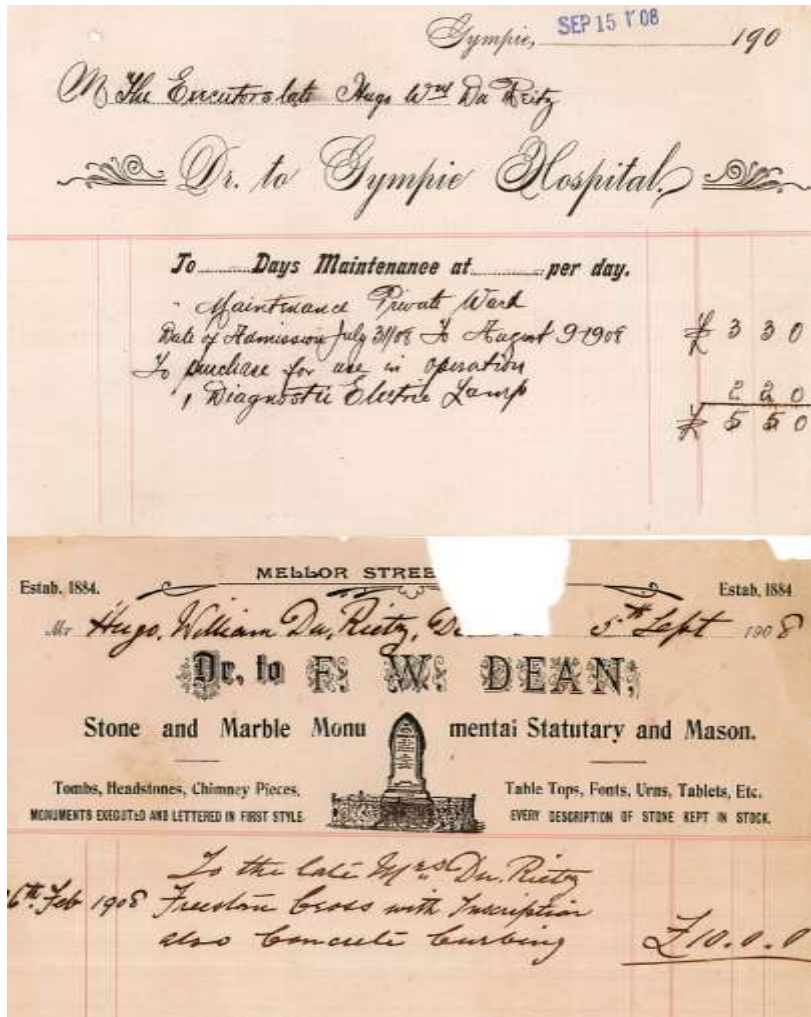 Gympie, SEP 15 1908 190
M The Executors late Hugo Wm Du Rietz
Dr. to Gympie Hospital.
To Days Maintenance at per day.
" Maintenance Private Ward
Date of Admission July 31/08 To August 9-1908 £ 3 3 0
To purchase for use in operation
1 Diagnostic Electric Lamp 2 2 0
£ 5 5 0
MELLOR STREE
Estab. 1884. Estab. 1884
Mr Hugo, William Du, Rietz, 5th Sept 1908
Dr. to F. W. DEAN,
Stone and Marble Monumental Statutary and Mason.
Tombs, Headstones, Chimney Pieces. Table Tops, Fonts, Urns, Tablets, Etc.
MONUMENTS EXECUTED AND LETTERED IN FIRST STYLE. EVERY DESCRIPTION OF STONE KEPT IN STOCK.
To the late Mrs Du. Rietz
6th Feb 1908 Freestone Cross with Inscription
also Concrete Curbing £10.0.0